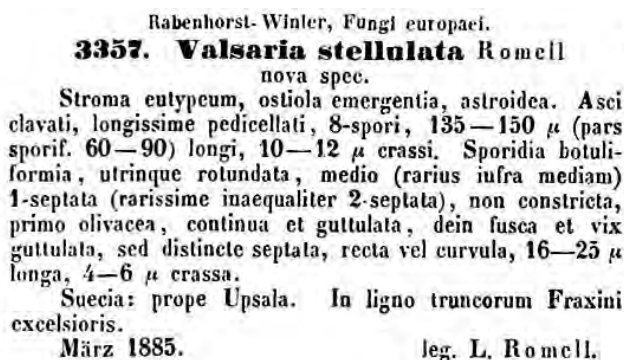 Rabenhorst-Winter, Fungi europaei.
3357. Valsaria stellulata Romell
nova spec.
Stroma eutypeum, ostiola emergentia, astroidea. Asci
clavati, longissime pedicellati, 8-spori, 135—150 µ (pars
sporif. 60—90) longi, 10—12 µ crassi. Sporidia botuli-
formia, utrinque rotundata, medio (rarius infra mediam)
1-septata (rarissime inaequaliter 2-septata), non constricta,
primo olivacea, continua et guttulata, dein fusca et vix
guttulata, sed distincte septata, recta vel curvula, 16—25 µ
longa, 4—6 µ crassa.
Suecia: prope Upsala. In ligno truncorum Fraxini
excelsioris.
März 1885. leg. L. Romell.